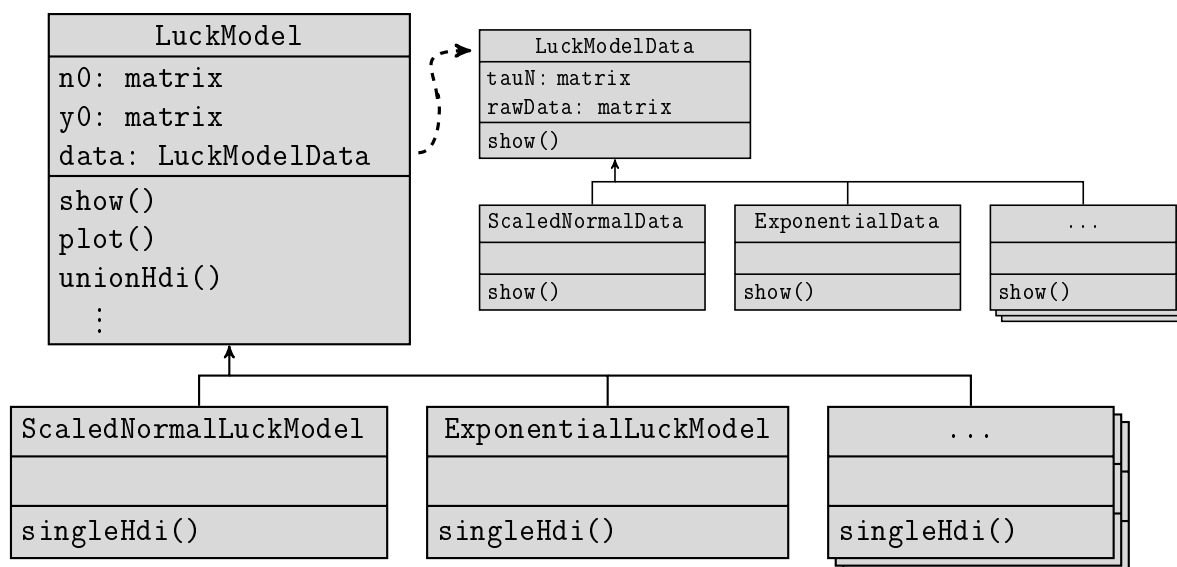 LuckModel
n0: matrix
y0: matrix
data: LuckModelData
show()
plot()
unionHdi()
⋮
LuckModelData
tauN: matrix
rawData: matrix
show()
ScaledNormalData
show()
ExponentialData
show()
...
show()
ScaledNormalLuckModel
singleHdi()
ExponentialLuckModel
singleHdi()
...
singleHdi()